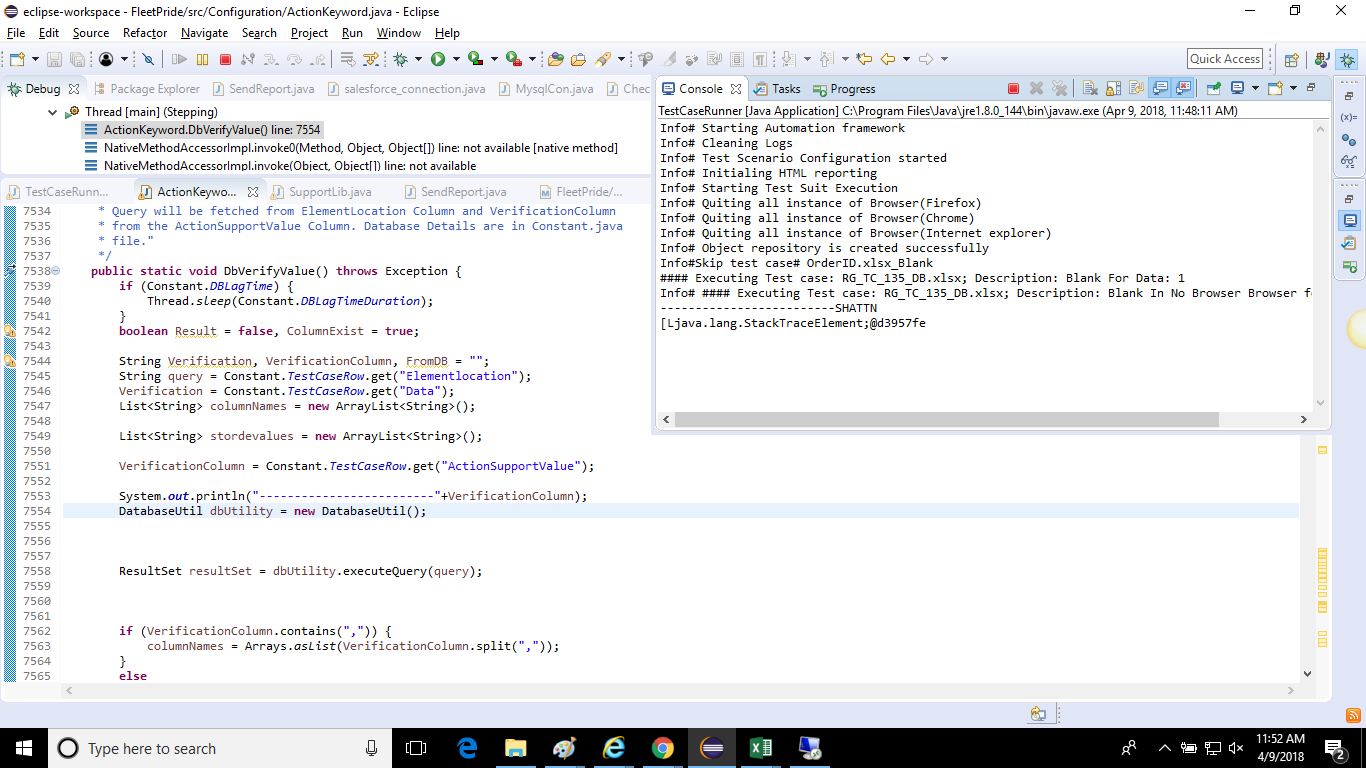 eclipse-workspace - FleetPride/src/Configuration/ActionKeyword.java - Eclipse
File Edit Source Refactor Navigate Search Project Run Window Help
Quick Access
Debug Package Explorer SendReport.java salesforce_connection.java MysqlCon.java Chec
Thread [main] (Stepping)
ActionKeyword.DbVerifyValue() line: 7554
NativeMethodAccessorImpl.invoke0(Method, Object, Object[]) line: not available [native method]
NativeMethodAccessorImpl.invoke(Object, Object[]) line: not available
Console Tasks Progress
TestCaseRunner [Java Application] C:\Program Files\Java\jre1.8.0_144\bin\javaw.exe (Apr 9, 2018, 11:48:11 AM)
Info# Starting Automation framework
Info# Cleaning Logs
Info# Test Scenario Configuration started
Info# Initialing HTML reporting
Info# Starting Test Suit Execution
Info# Quiting all instance of Browser(Firefox)
Info# Quiting all instance of Browser(Chrome)
Info# Quiting all instance of Browser(Internet explorer)
Info# Object repository is created successfully
Info#Skip test case# OrderID.xlsx_Blank
#### Executing Test case: RG_TC_135_DB.xlsx; Description: Blank For Data: 1
Info# #### Executing Test case: RG_TC_135_DB.xlsx; Description: Blank In No Browser Browser f
-------------------------SHATTN
[Ljava.lang.StackTraceElement;@d3957fe
TestCaseRunn... ActionKeywo... SupportLib.java SendReport.java FleetPride/...
7534 * Query will be fetched from ElementLocation Column and VerificationColumn
7535 * from the ActionSupportValue Column. Database Details are in Constant.java
7536 * file."
7537 */
7538 public static void DbVerifyValue() throws Exception {
7539 if (Constant.DBLagTime) {
7540 Thread.sleep(Constant.DBLagTimeDuration);
7541 }
7542 boolean Result = false, ColumnExist = true;
7543
7544 String Verification, VerificationColumn, FromDB = "";
7545 String query = Constant.TestCaseRow.get("Elementlocation");
7546 Verification = Constant.TestCaseRow.get("Data");
7547 List<String> columnNames = new ArrayList<String>();
7548
7549 List<String> stordevalues = new ArrayList<String>();
7550
7551 VerificationColumn = Constant.TestCaseRow.get("ActionSupportValue");
7552
7553 System.out.println("-------------------------"+VerificationColumn);
7554 DatabaseUtil dbUtility = new DatabaseUtil();
7555
7556
7557
7558 ResultSet resultSet = dbUtility.executeQuery(query);
7559
7560
7561
7562 if (VerificationColumn.contains(",")) {
7563 columnNames = Arrays.asList(VerificationColumn.split(","));
7564 }
7565 else
Type here to search
11:52 AM
4/9/2018
2